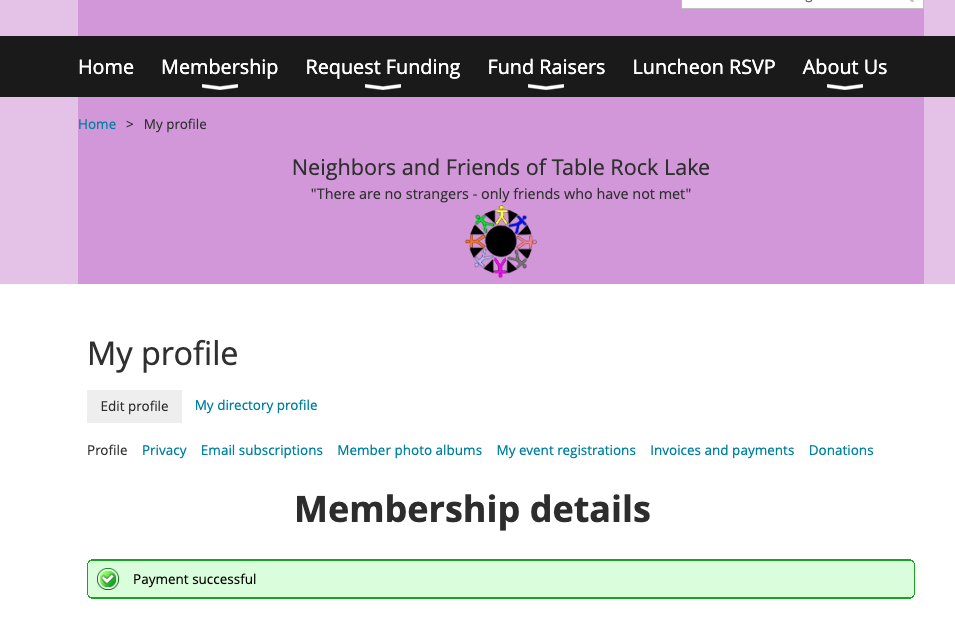 Home Membership Request Funding Fund Raisers Luncheon RSVP About Us
Home > My profile
Neighbors and Friends of Table Rock Lake
"There are no strangers - only friends who have not met"
My profile
Edit profile My directory profile
Profile Privacy Email subscriptions Member photo albums My event registrations Invoices and payments Donations
Membership details
Payment successful